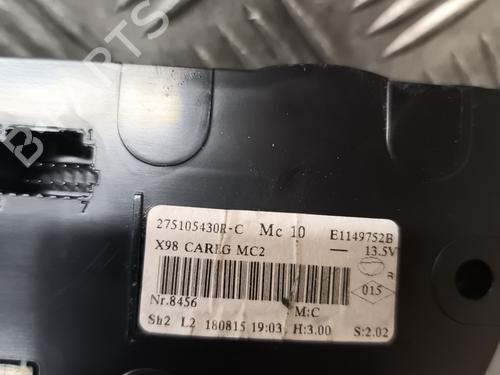 B PARTS
275105430R-C Mc 10 E1149752B
X98 CAREG MC2 — 13.5V
R
015
Nr.8456 M:C
Sh2 L2 180815 19:03 H:3.00 S:2.02